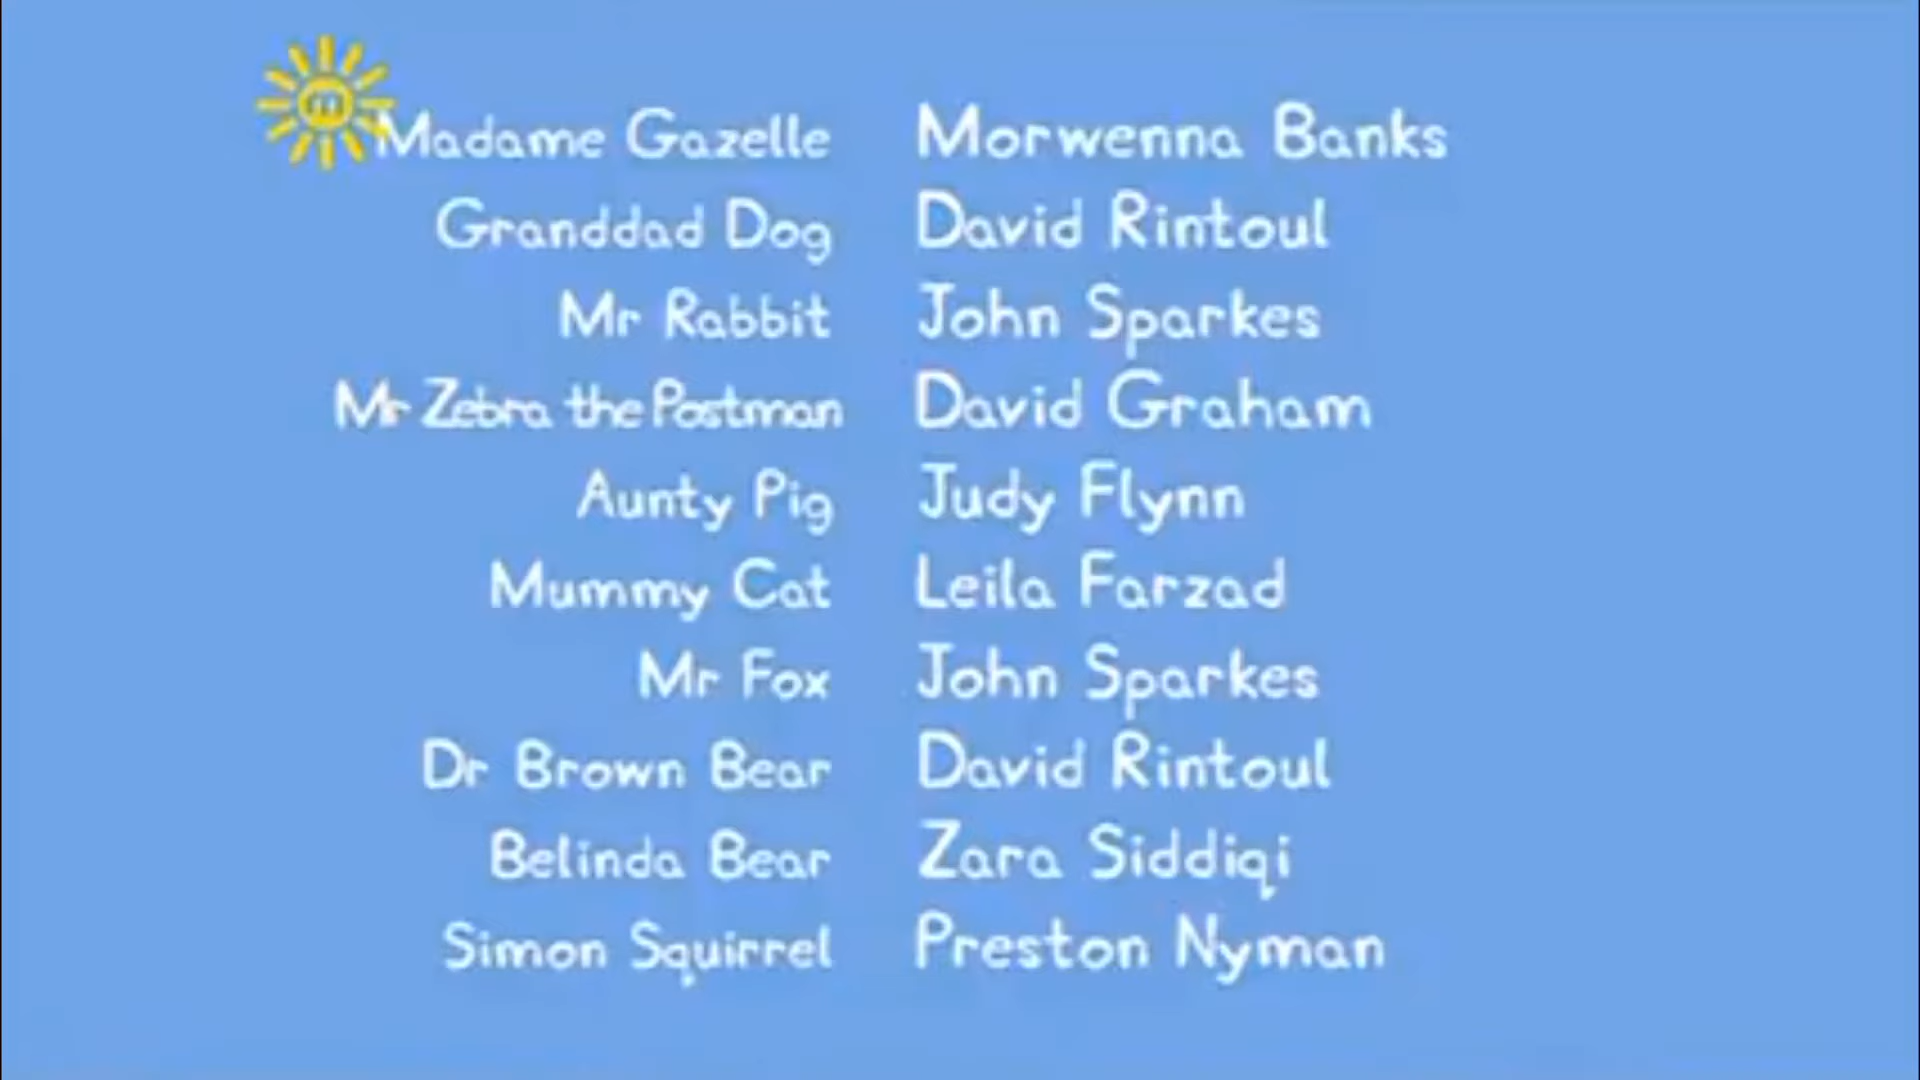 m
Madame Gazelle Morwenna Banks
Granddad Dog David Rintoul
Mr Rabbit John Sparkes
Mr Zebra the Postman David Graham
Aunty Pig Judy Flynn
Mummy Cat Leila Farzad
Mr Fox John Sparkes
Dr Brown Bear David Rintoul
Belinda Bear Zara Siddiqi
Simon Squirrel Preston Nyman